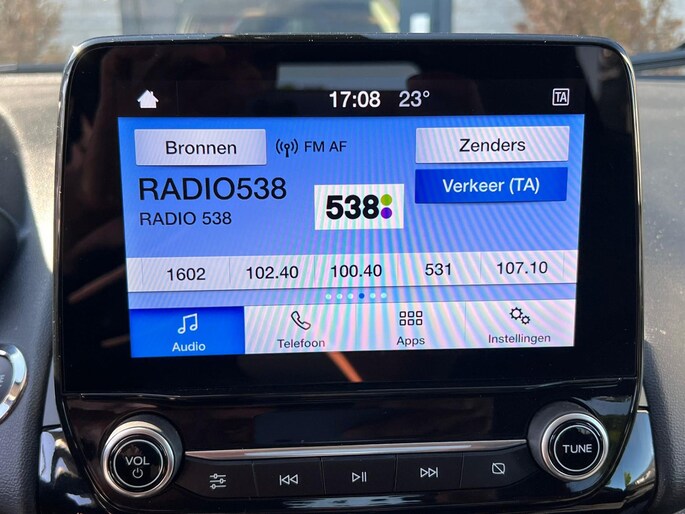 17:08 23° TA
Bronnen FM AF Zenders
RADIO538 538 Verkeer (TA)
RADIO 538
1602 102.40 100.40 531 107.10
Audio Telefoon Apps Instellingen
VOL TUNE